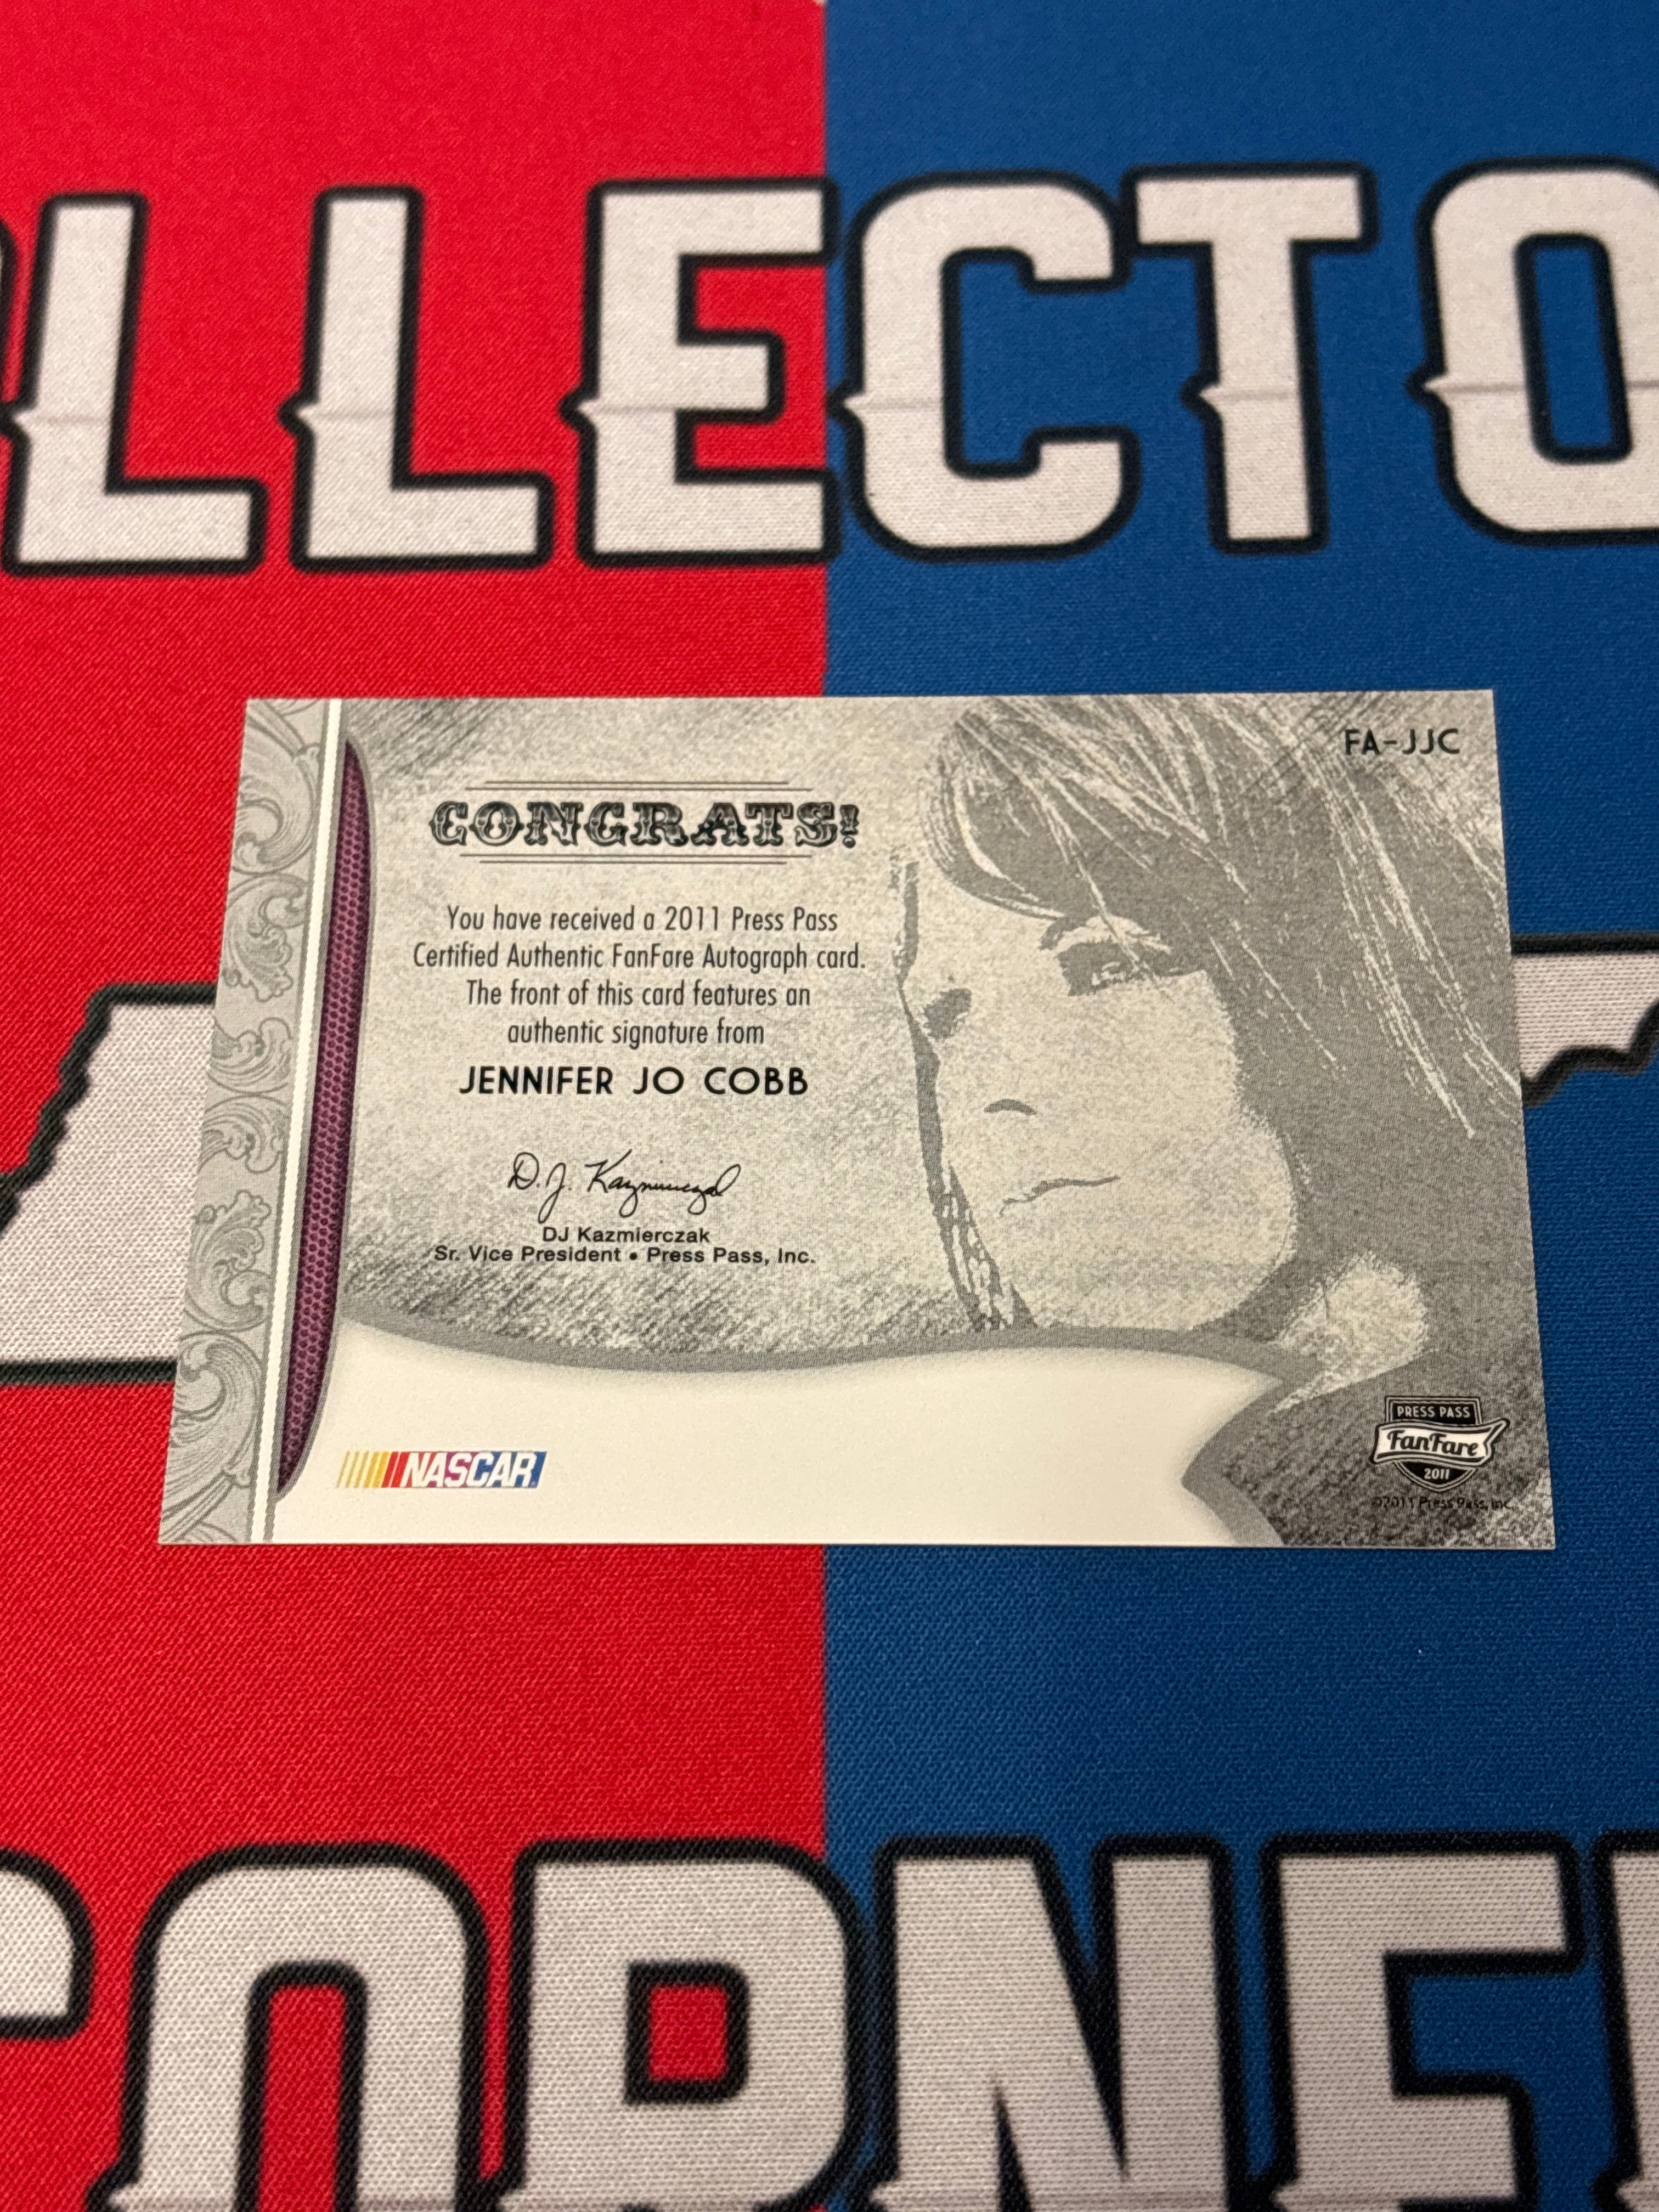 LLECTO
FA-JJC
CONGRATS!
You have received a 2011 Press Pass
Certified Authentic FanFare Autograph card.
The front of this card features an
authentic signature from
JENNIFER JO COBB
D.J. Kazmierczak
DJ Kazmierczak
Sr. Vice President • Press Pass, Inc.
NASCAR
PRESS PASS
FanFare
2011
©2011 Press Pass, Inc.
CORNE